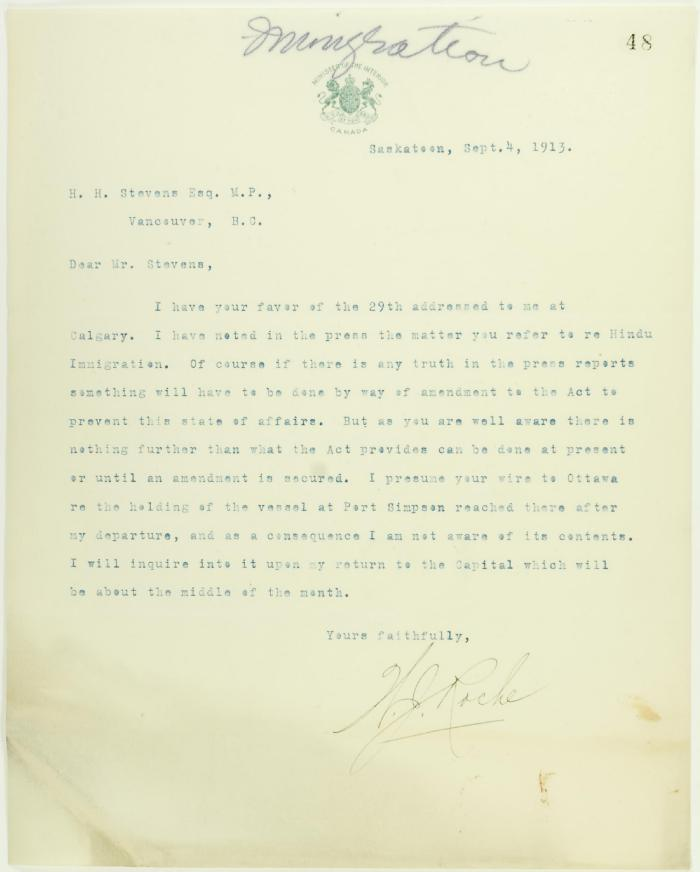 Immigration
48
MINISTER OF THE INTERIOR
CANADA
Saskatoon, Sept.4, 1913.
H. H. Stevens Esq. M.P.,
Vancouver, B.C.
Dear Mr. Stevens,
I have your favor of the 29th addressed to me at
Calgary. I have noted in the press the matter you refer to re Hindu
Immigration. Of course if there is any truth in the press reports
something will have to be done by way of amendment to the Act to
prevent this state of affairs. But as you are well aware there is
nothing further than what the Act provides can be done at present
or until an amendment is secured. I presume your wire to Ottawa
re the holding of the vessel at Port Simpson reached there after
my departure, and as a consequence I am not aware of its contents.
I will inquire into it upon my return to the Capital which will
be about the middle of the month.
Yours faithfully,
W.J. Roche